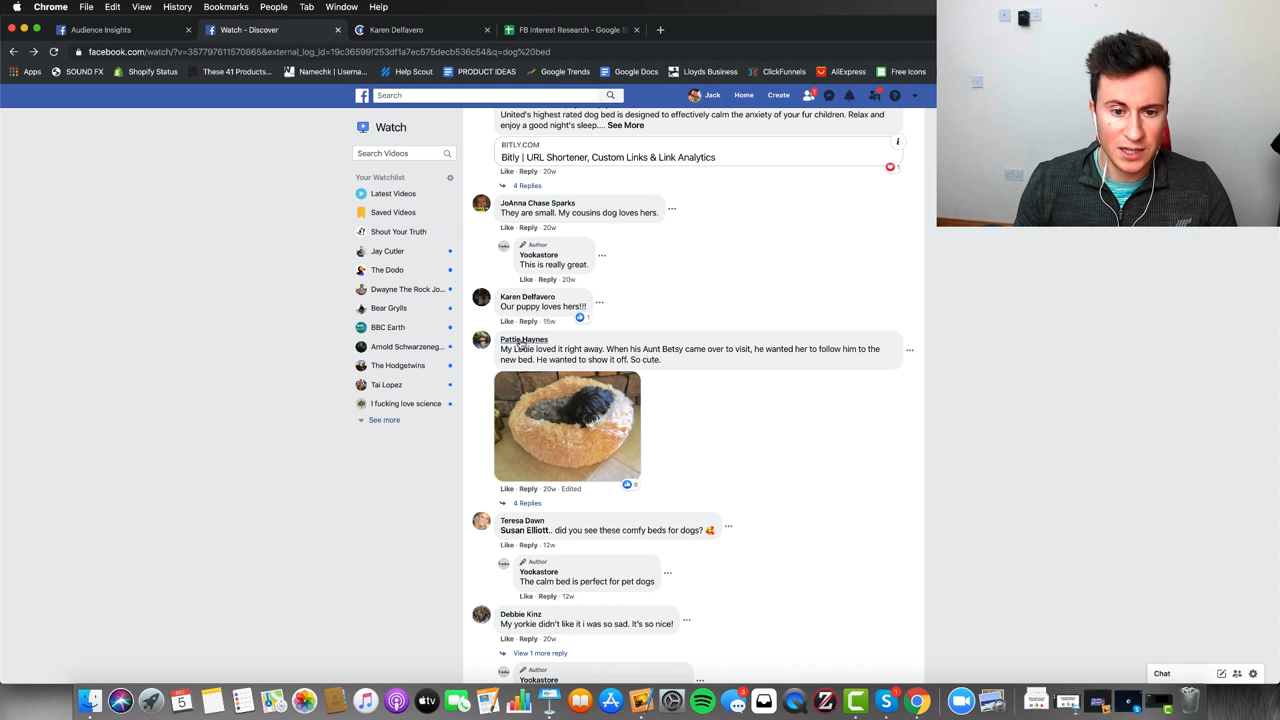 Chrome File Edit View History Bookmarks People Tab Window Help
Audience Insights
Watch - Discover
Karen Delfavero
FB Interest Research - Google
facebook.com/watch/?v=357797611570865&external_log_id=19c36599f253df1a7ec575decb536c54&q=dog%20bed
Apps SOUND FX Shopify Status These 41 Products... Namechk | Userna... Help Scout PRODUCT IDEAS Google Trends Google Docs Lloyds Business ClickFunnels AliExpress Free Icons
Search
Jack Home Create
Watch
Search Videos
Your Watchlist
Latest Videos
Saved Videos
Shout Your Truth
Jay Cutler
The Dodo
Dwayne The Rock Jo...
Bear Grylls
BBC Earth
Arnold Schwarzeneg...
The Hodgetwins
Tai Lopez
I fucking love science
See more
United's highest rated dog bed is designed to effectively calm the anxiety of your fur children. Relax and
enjoy a good night's sleep.... See More
BITLY.COM
Bitly | URL Shortener, Custom Links & Link Analytics
1
Like · Reply · 20w
4 Replies
JoAnna Chase Sparks
They are small. My cousins dog loves hers.
Like · Reply · 20w
Author
Yookastore
This is really great.
Like · Reply · 20w
Karen Delfavero
Our puppy loves hers!!!
1
Like · Reply · 15w
Pattie Haynes
My Louie loved it right away. When his Aunt Betsy came over to visit, he wanted her to follow him to the
new bed. He wanted to show it off. So cute.
Like · Reply · 20w · Edited
6
4 Replies
Teresa Dawn
Susan Elliott.. did you see these comfy beds for dogs? 🥰
Like · Reply · 12w
Author
Yookastore
The calm bed is perfect for pet dogs
Like · Reply · 12w
Debbie Kinz
My yorkie didn't like it i was so sad. It's so nice!
Like · Reply · 20w
View 1 more reply
Author
Yookastore
Chat